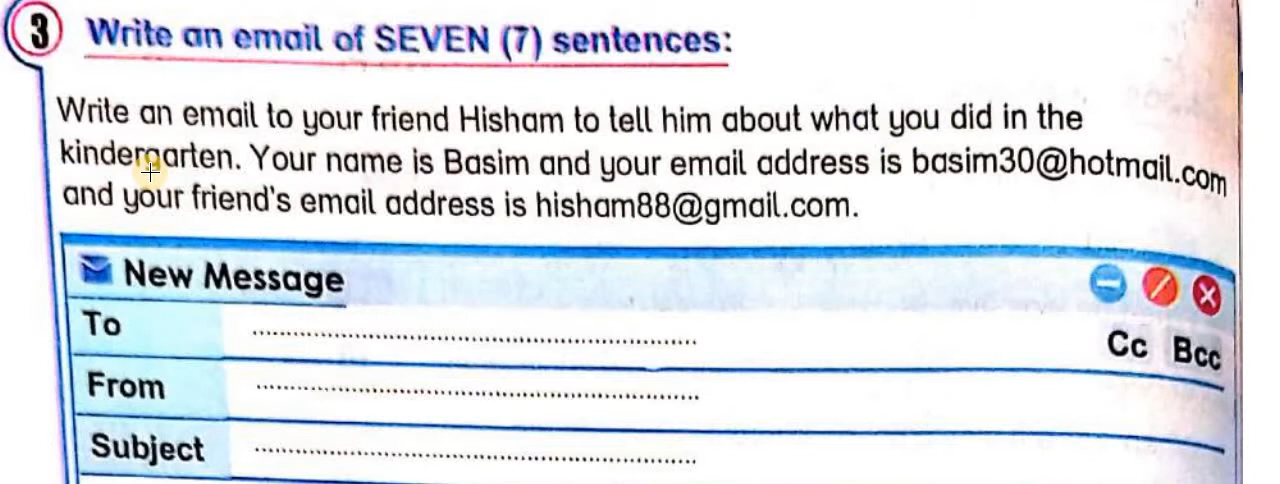 3 Write an email of SEVEN (7) sentences:
Write an email to your friend Hisham to tell him about what you did in the
kindergarten. Your name is Basim and your email address is basim30@hotmail.com
and your friend's email address is hisham88@gmail.com.
New Message
To
Cc Bcc
From
Subject